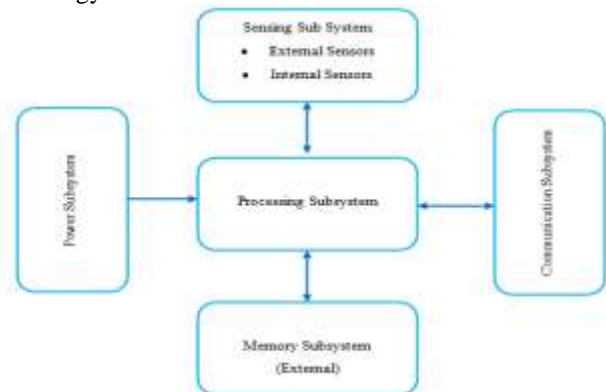 Sensing Sub System
• External Sensors
• Internal Sensors
Power Subsystem
Processing Subsystem
Communication Subsystem
Memory Subsystem
(External)